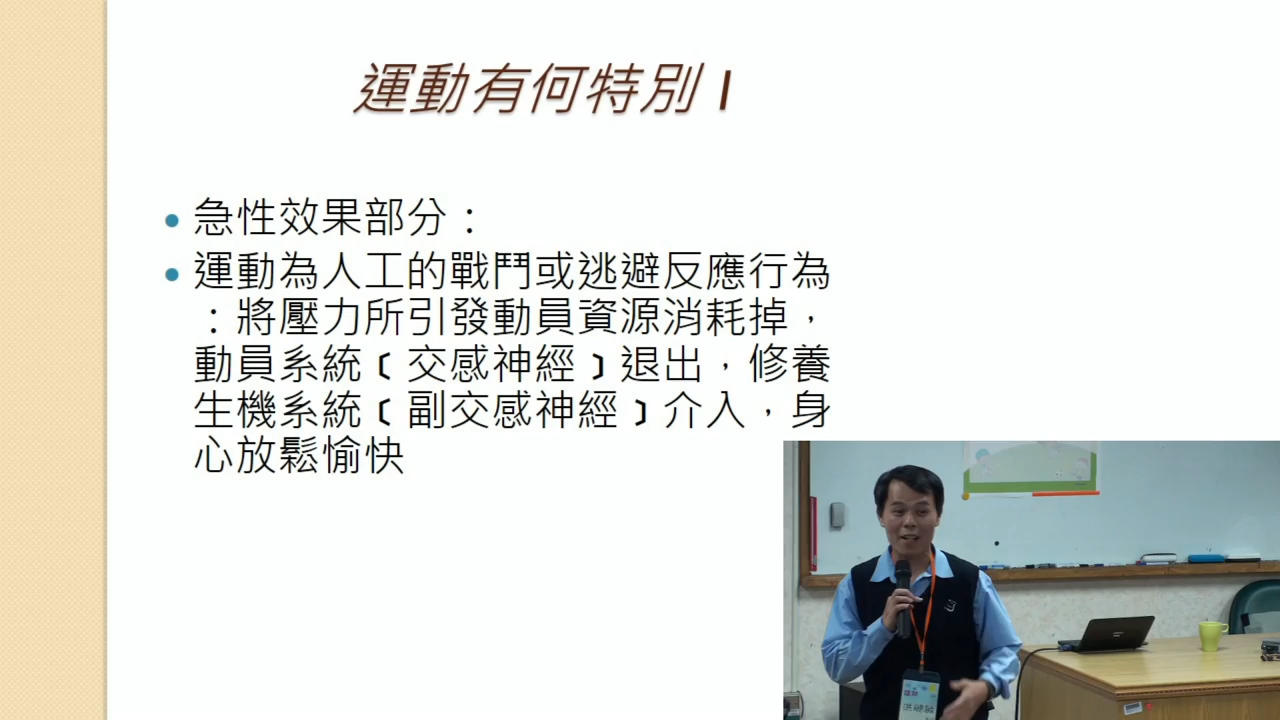 運動有何特別 I
急性效果部分：
運動為人工的戰鬥或逃避反應行為
：將壓力所引發動員資源消耗掉，
動員系統﹝交感神經﹞退出，修養
生機系統﹝副交感神經﹞介入，身
心放鬆愉快